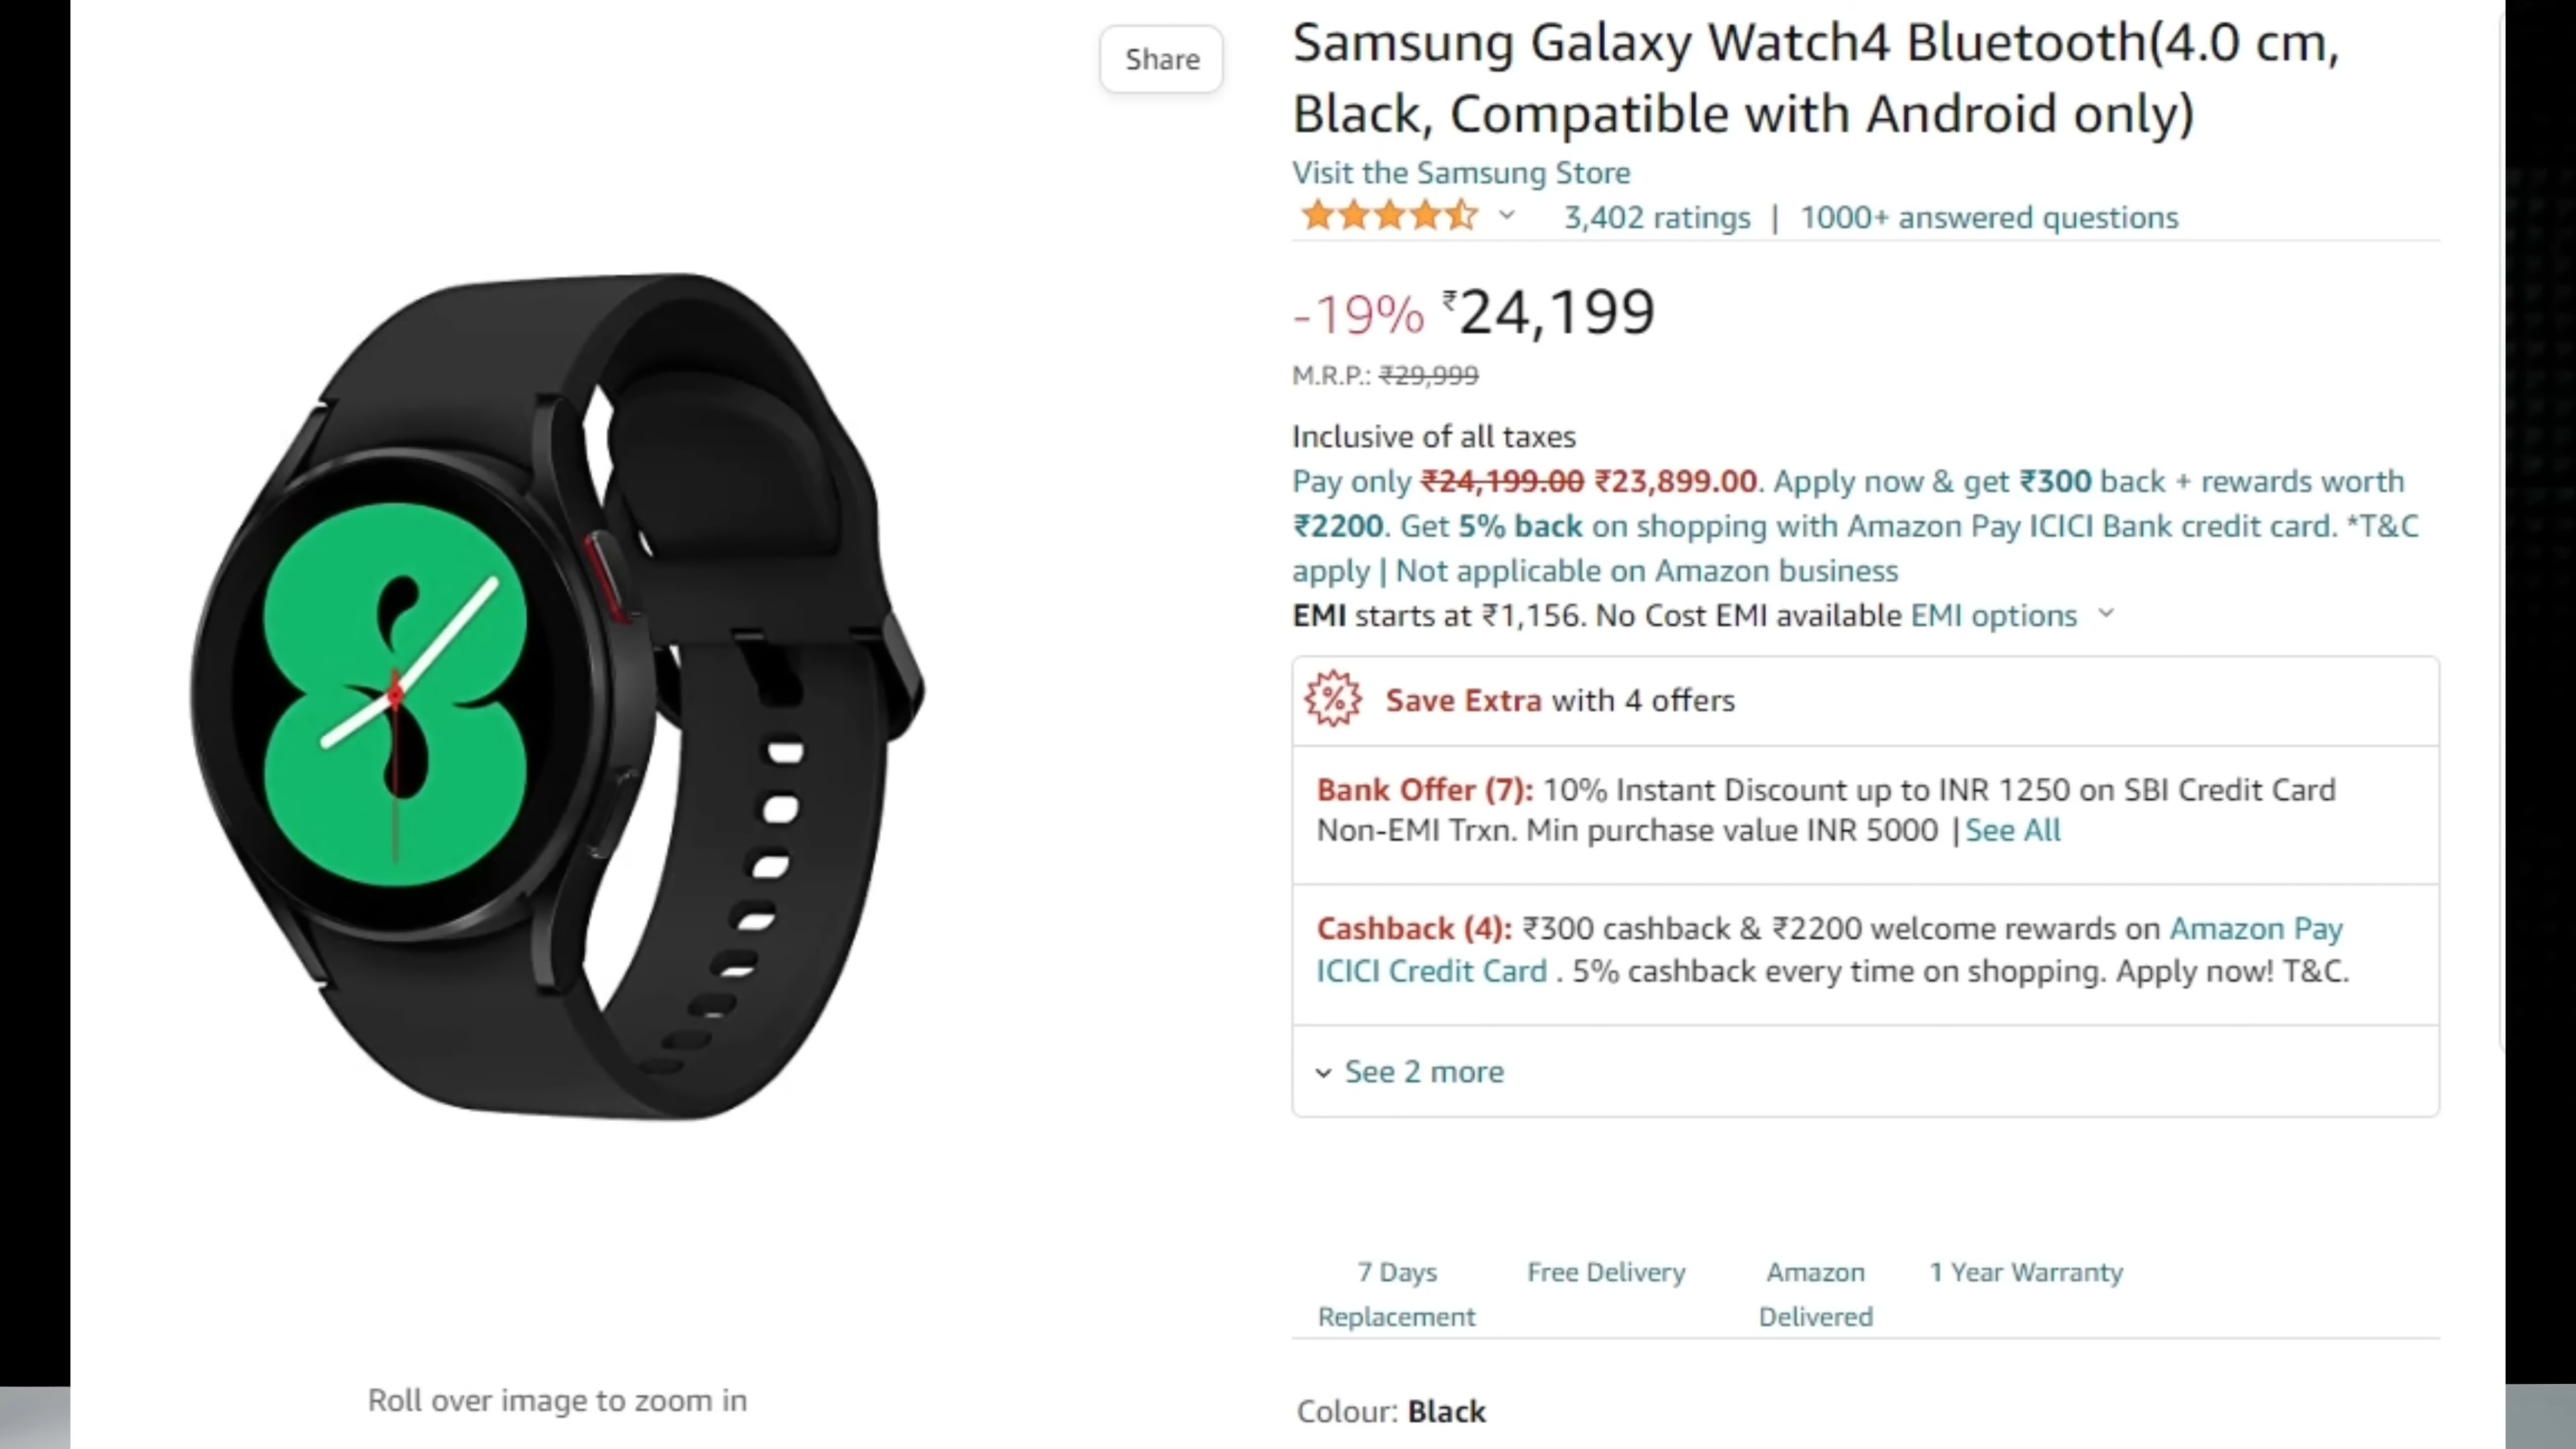 Share
Samsung Galaxy Watch4 Bluetooth(4.0 cm,
Black, Compatible with Android only)
Visit the Samsung Store
3,402 ratings | 1000+ answered questions
-19% ₹24,199
M.R.P.: ₹29,999
Inclusive of all taxes
Pay only ₹24,199.00 ₹23,899.00. Apply now & get ₹300 back + rewards worth
₹2200. Get 5% back on shopping with Amazon Pay ICICI Bank credit card. *T&C
apply | Not applicable on Amazon business
EMI starts at ₹1,156. No Cost EMI available EMI options
% Save Extra with 4 offers
Bank Offer (7): 10% Instant Discount up to INR 1250 on SBI Credit Card
Non-EMI Trxn. Min purchase value INR 5000 | See All
Cashback (4): ₹300 cashback & ₹2200 welcome rewards on Amazon Pay
ICICI Credit Card . 5% cashback every time on shopping. Apply now! T&C.
See 2 more
7 Days Free Delivery Amazon 1 Year Warranty
Replacement Delivered
Roll over image to zoom in
Colour: Black